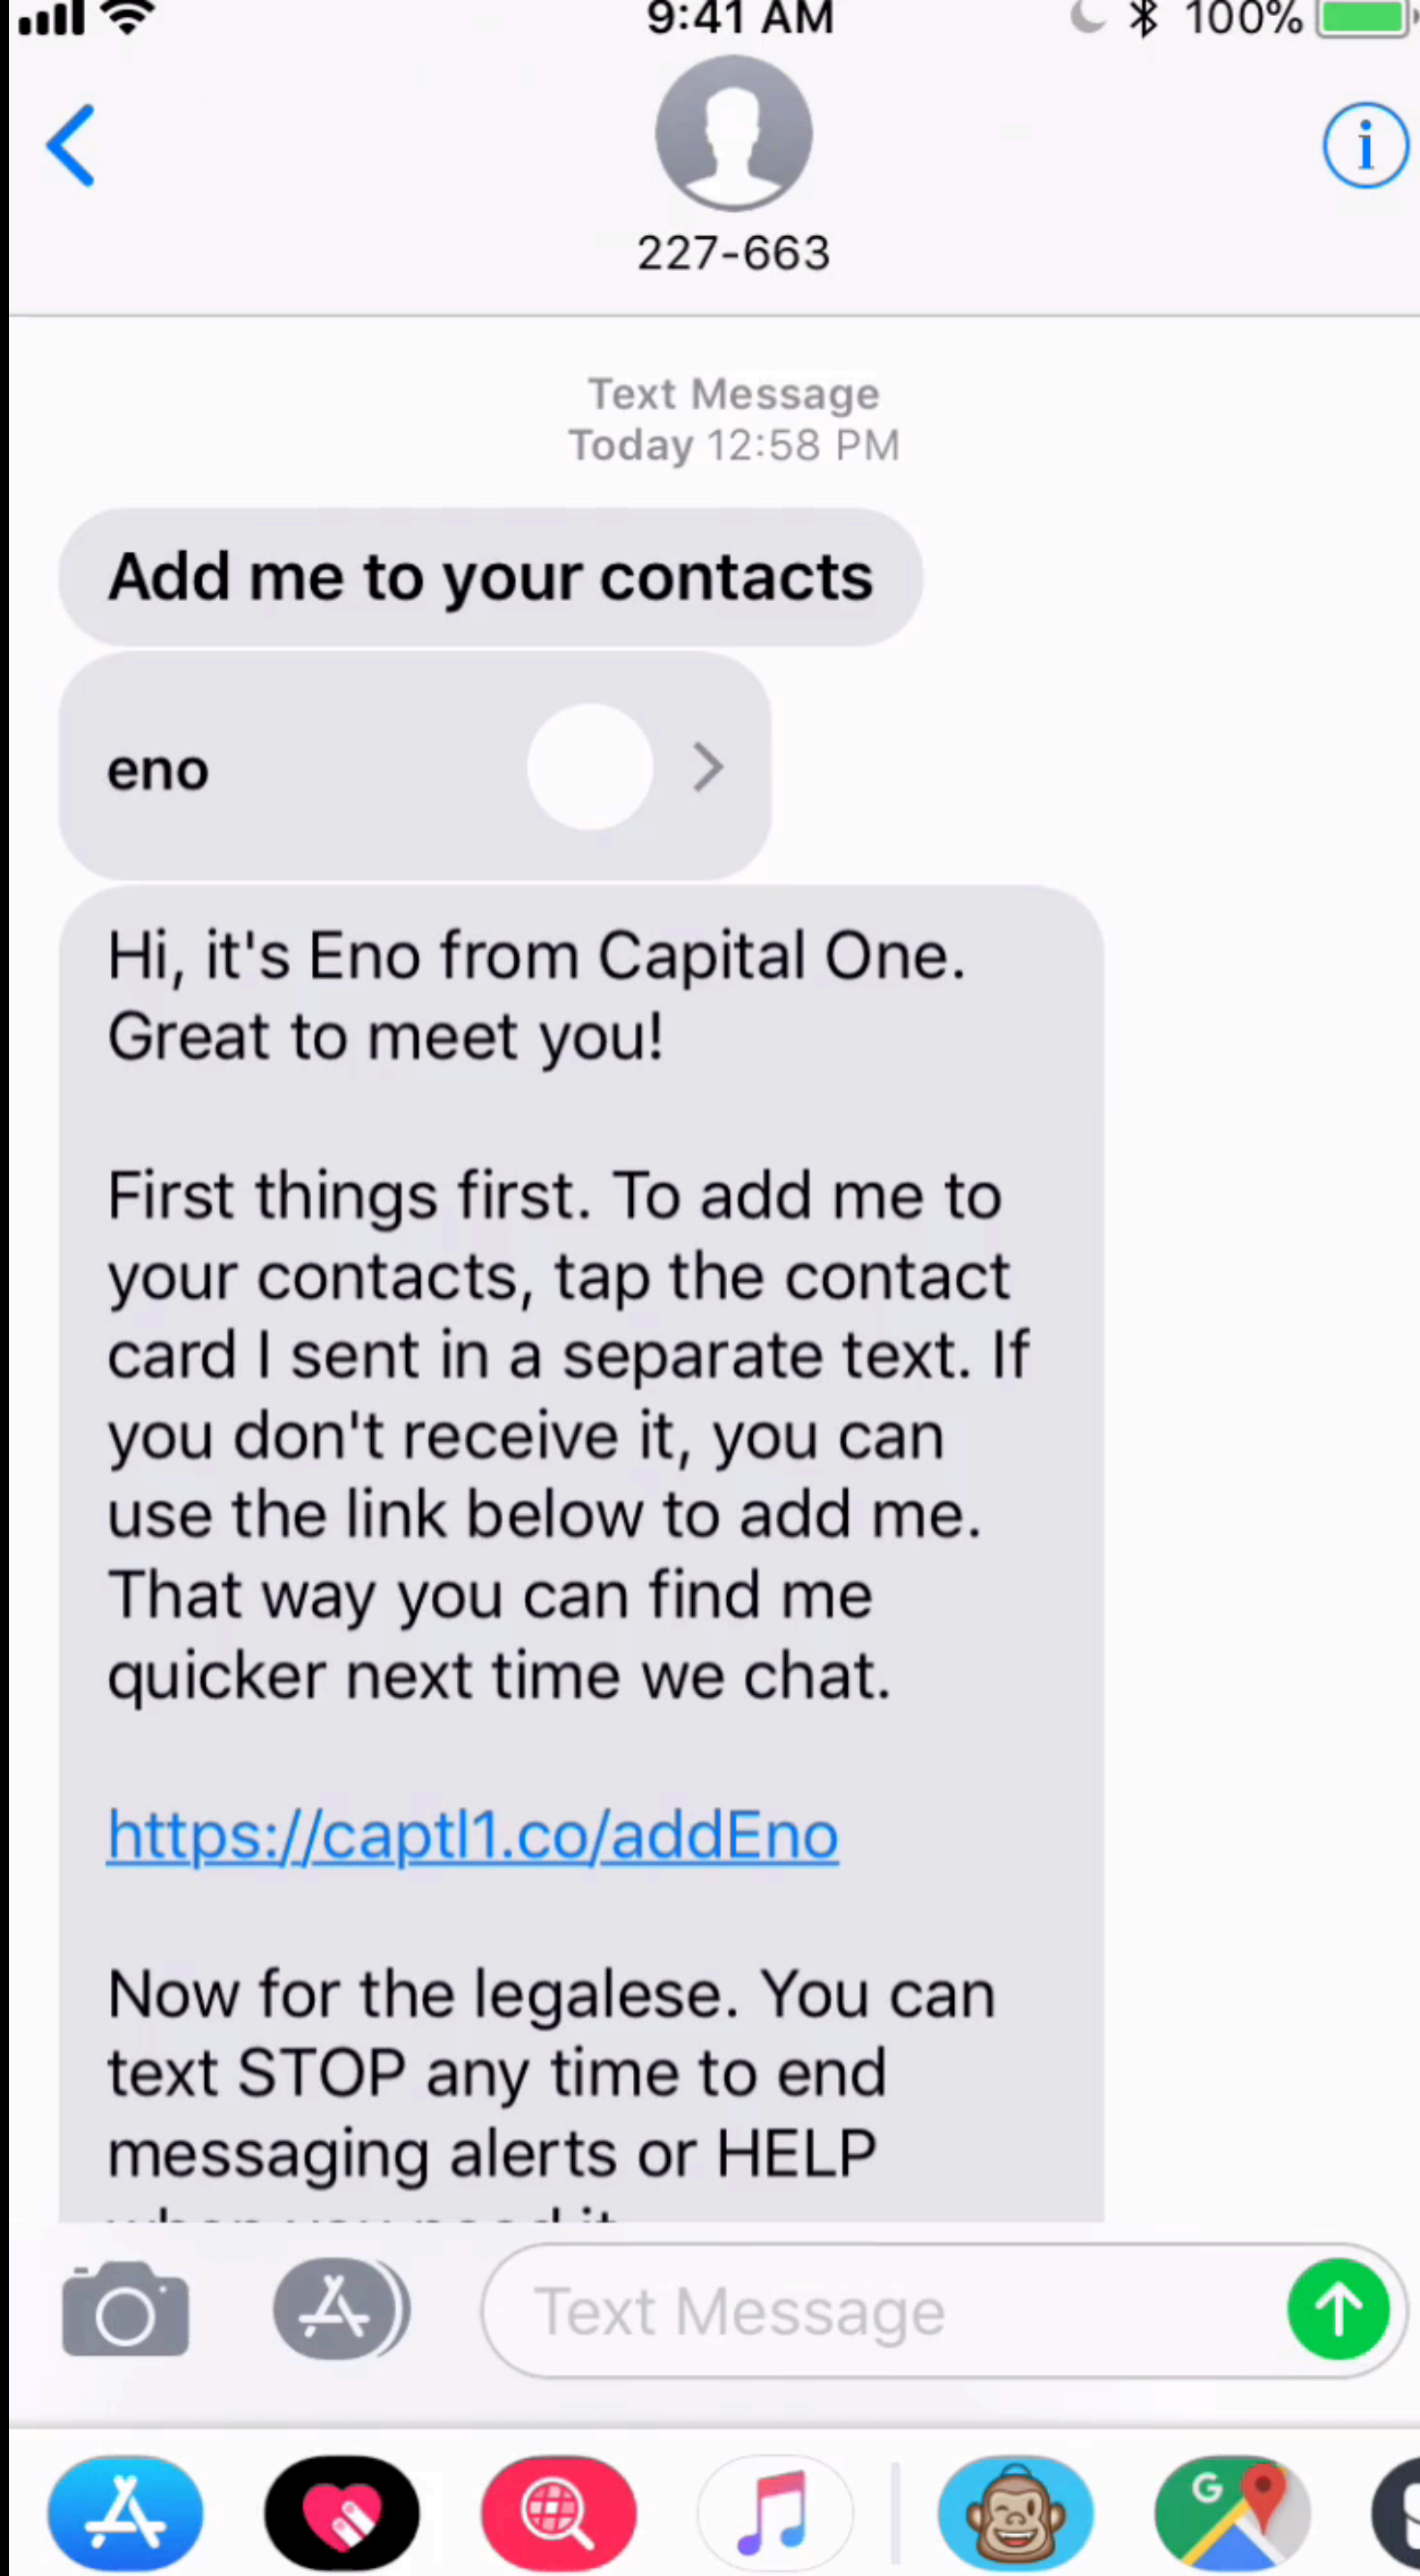 9:41 AM
100%
227-663
Text Message
Today 12:58 PM
Add me to your contacts
eno
Hi, it's Eno from Capital One.
Great to meet you!
First things first. To add me to
your contacts, tap the contact
card I sent in a separate text. If
you don't receive it, you can
use the link below to add me.
That way you can find me
quicker next time we chat.
https://captl1.co/addEno
Now for the legalese. You can
text STOP any time to end
messaging alerts or HELP
when you need it
Text Message
G